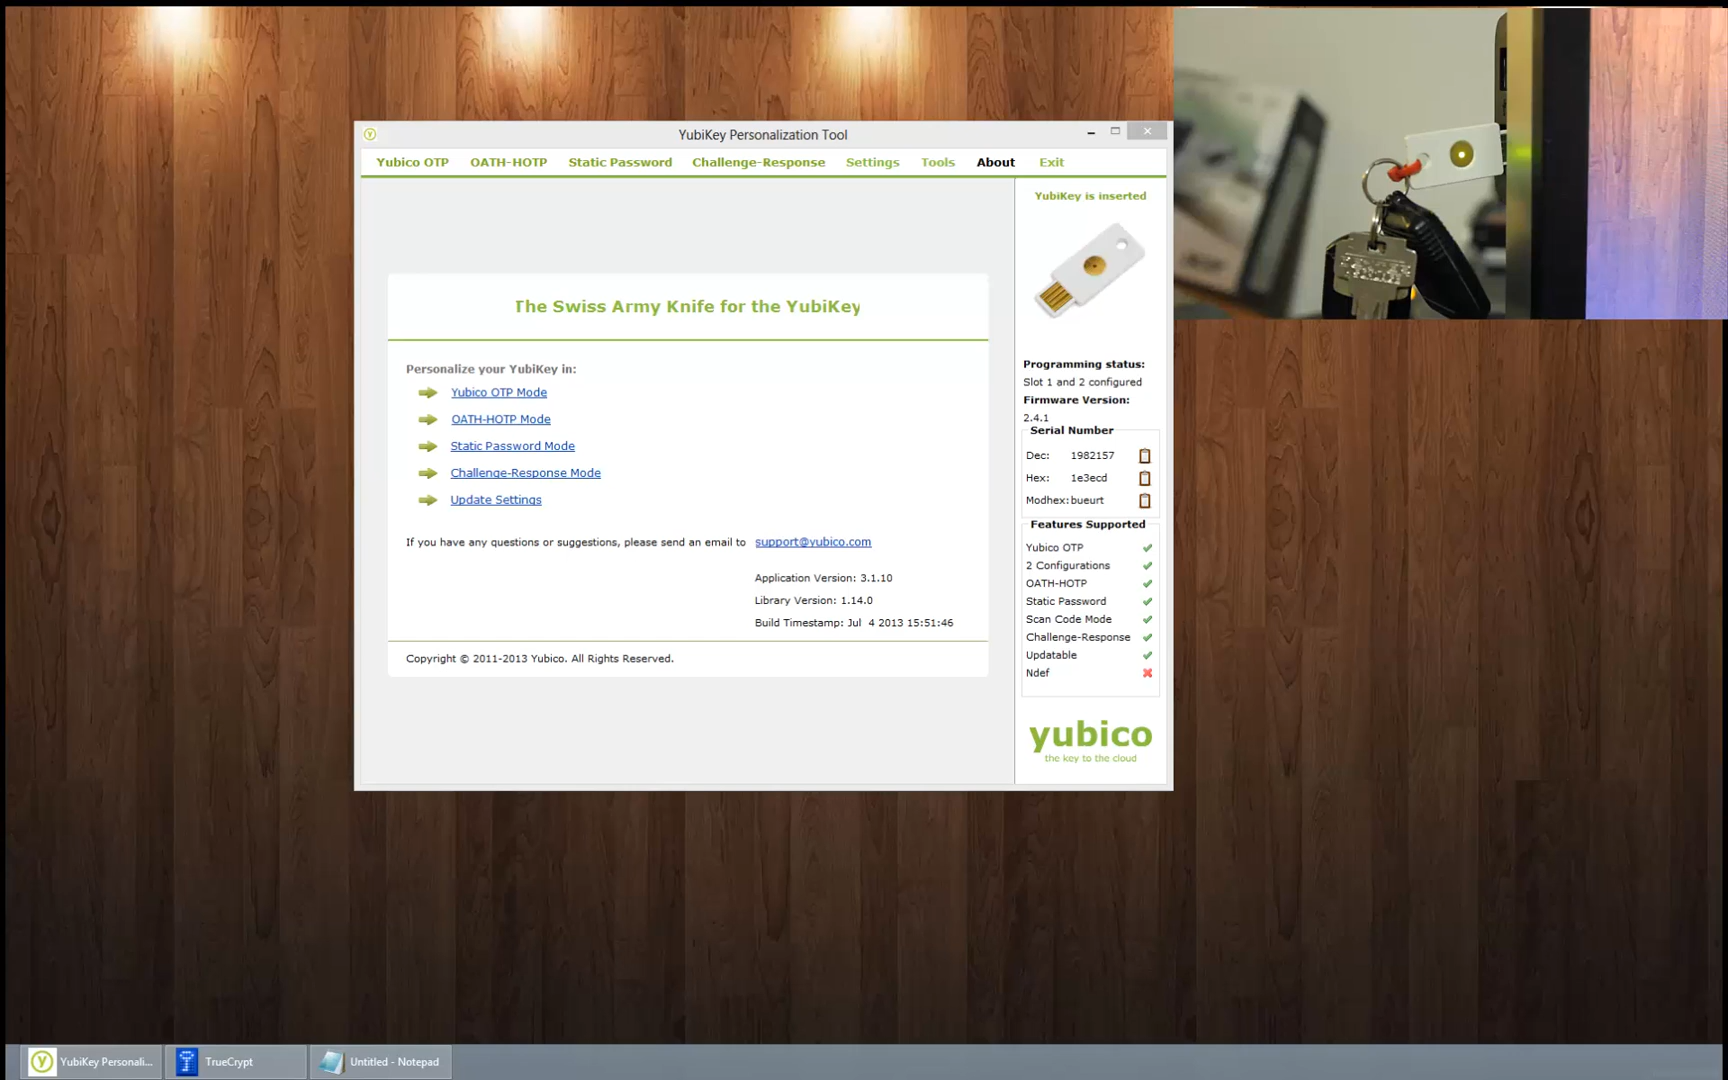 YubiKey Personalization Tool
Yubico OTP OATH-HOTP Static Password Challenge-Response Settings Tools About Exit
YubiKey is inserted
The Swiss Army Knife for the YubiKey
Personalize your YubiKey in:
Yubico OTP Mode
OATH-HOTP Mode
Static Password Mode
Challenge-Response Mode
Update Settings
If you have any questions or suggestions, please send an email to support@yubico.com
Application Version: 3.1.10
Library Version: 1.14.0
Build Timestamp: Jul 4 2013 15:51:46
Copyright © 2011-2013 Yubico. All Rights Reserved.
Programming status:
Slot 1 and 2 configured
Firmware Version:
2.4.1
Serial Number
Dec: 1982157
Hex: 1e3ecd
Modhex: bueurt
Features Supported
Yubico OTP
2 Configurations
OATH-HOTP
Static Password
Scan Code Mode
Challenge-Response
Updatable
Ndef
yubico
the key to the cloud
YubiKey Personali...
TrueCrypt
Untitled - Notepad